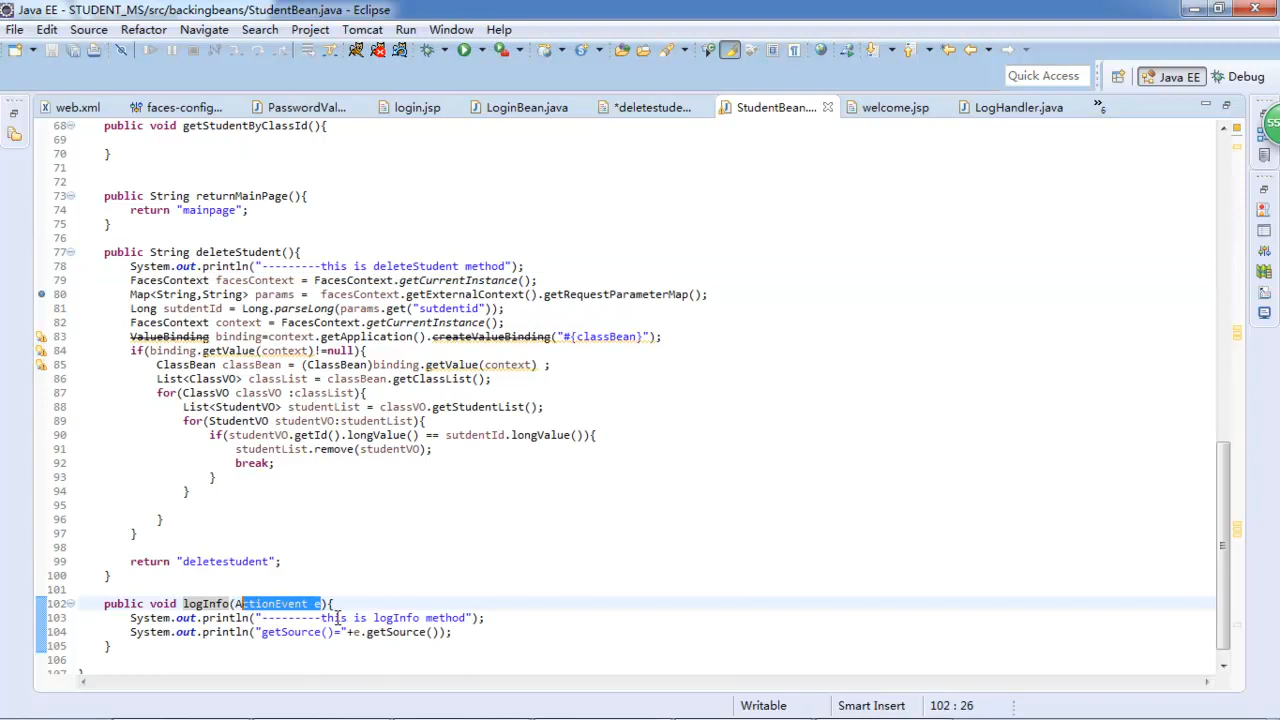 Java EE - STUDENT_MS/src/backingbeans/StudentBean.java - Eclipse
File Edit Source Refactor Navigate Search Project Tomcat Run Window Help
Quick Access Java EE Debug
web.xml faces-config... PasswordVal... login.jsp LoginBean.java *deletestude... StudentBean.... welcome.jsp LogHandler.java »6
68 public void getStudentByClassId(){
69
70 }
71
72
73 public String returnMainPage(){
74 return "mainpage";
75 }
76
77 public String deleteStudent(){
78 System.out.println("---------this is deleteStudent method");
79 FacesContext facesContext = FacesContext.getCurrentInstance();
80 Map<String,String> params =  facesContext.getExternalContext().getRequestParameterMap();
81 Long sutdentId = Long.parseLong(params.get("sutdentid"));
82 FacesContext context = FacesContext.getCurrentInstance();
83 ValueBinding binding=context.getApplication().createValueBinding("#{classBean}");
84 if(binding.getValue(context)!=null){
85 ClassBean classBean = (ClassBean)binding.getValue(context) ;
86 List<ClassVO> classList = classBean.getClassList();
87 for(ClassVO classVO :classList){
88 List<StudentVO> studentList = classVO.getStudentList();
89 for(StudentVO studentVO:studentList){
90 if(studentVO.getId().longValue() == sutdentId.longValue()){
91 studentList.remove(studentVO);
92 break;
93 }
94 }
95
96 }
97 }
98
99 return "deletestudent";
100 }
101
102 public void logInfo(ActionEvent e){
103 System.out.println("---------this is logInfo method");
104 System.out.println("getSource()="+e.getSource());
105 }
106
107 }
Writable Smart Insert 102 : 26